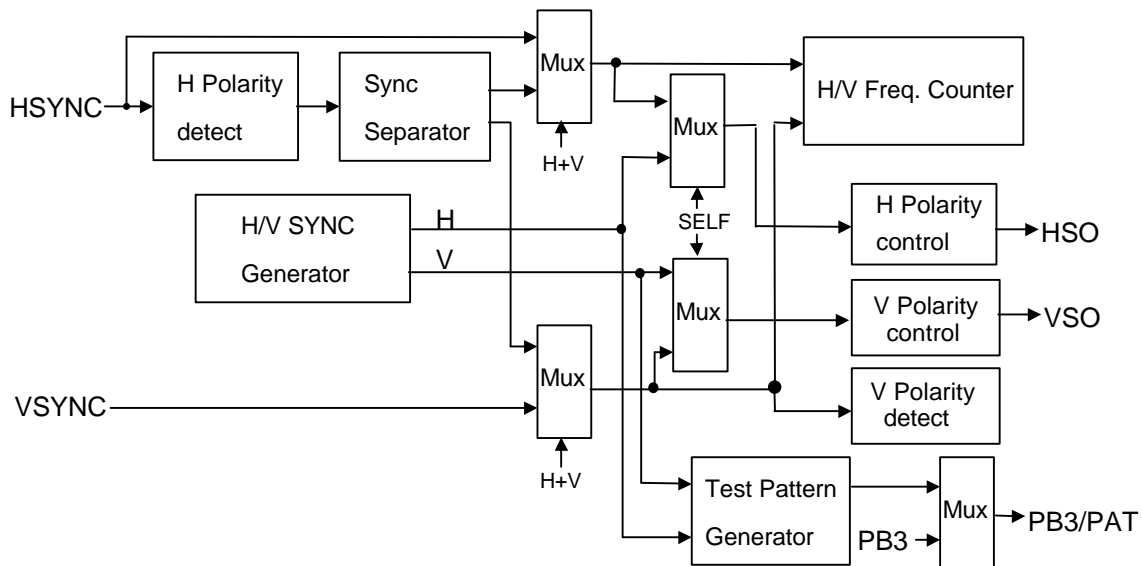 HSYNC
H Polarity
detect
Sync
Separator
Mux
H+V
H/V Freq. Counter
Mux
SELF
H/V SYNC
Generator
H
V
H Polarity
control
HSO
Mux
V Polarity
control
VSO
VSYNC
Mux
H+V
V Polarity
detect
Test Pattern
Generator
PB3
Mux
PB3/PAT